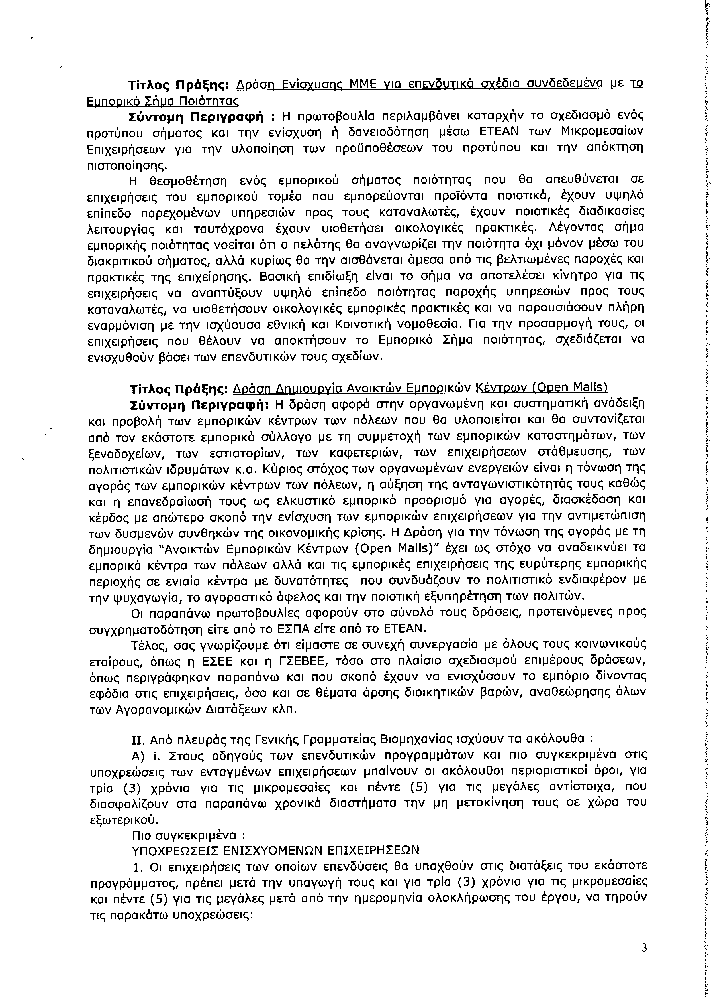 Τίτλος Πράξης: Δράση Ενίσχυσης ΜΜΕ για επενδυτικά σχέδια συνδεδεμένα με το
Εμπορικό Σήμα Ποιότητας
Σύντομη Περιγραφή : Η πρωτοβουλία περιλαμβάνει καταρχήν το σχεδιασμό ενός
προτύπου σήματος και την ενίσχυση ή δανειοδότηση μέσω ΕΤΕΑΝ των Μικρομεσαίων
Επιχειρήσεων για την υλοποίηση των προϋποθέσεων του προτύπου και την απόκτηση
πιστοποίησης.
Η θεσμοθέτηση ενός εμπορικού σήματος ποιότητας που θα απευθύνεται σε
επιχειρήσεις του εμπορικού τομέα που εμπορεύονται προϊόντα ποιοτικά, έχουν υψηλό
επίπεδο παρεχομένων υπηρεσιών προς τους καταναλωτές, έχουν ποιοτικές διαδικασίες
λειτουργίας και ταυτόχρονα έχουν υιοθετήσει οικολογικές πρακτικές. Λέγοντας σήμα
εμπορικής ποιότητας νοείται ότι ο πελάτης θα αναγνωρίζει την ποιότητα όχι μόνον μέσω του
διακριτικού σήματος, αλλά κυρίως θα την αισθάνεται άμεσα από τις βελτιωμένες παροχές και
πρακτικές της επιχείρησης. Βασική επιδίωξη είναι το σήμα να αποτελέσει κίνητρο για τις
επιχειρήσεις να αναπτύξουν υψηλό επίπεδο ποιότητας παροχής υπηρεσιών προς τους
καταναλωτές, να υιοθετήσουν οικολογικές εμπορικές πρακτικές και να παρουσιάσουν πλήρη
εναρμόνιση με την ισχύουσα εθνική και Κοινοτική νομοθεσία. Για την προσαρμογή τους, οι
επιχειρήσεις που θέλουν να αποκτήσουν το Εμπορικό Σήμα ποιότητας, σχεδιάζεται να
ενισχυθούν βάσει των επενδυτικών τους σχεδίων.
Τίτλος Πράξης: Δράση Δημιουργία Ανοικτών Εμπορικών Κέντρων (Open Malls)
Σύντομη Περιγραφή: Η δράση αφορά στην οργανωμένη και συστηματική ανάδειξη
και προβολή των εμπορικών κέντρων των πόλεων που θα υλοποιείται και θα συντονίζεται
από τον εκάστοτε εμπορικό σύλλογο με τη συμμετοχή των εμπορικών καταστημάτων, των
ξενοδοχείων, των εστιατορίων, των καφετεριών, των επιχειρήσεων στάθμευσης, των
πολιτιστικών ιδρυμάτων κ.α. Κύριος στόχος των οργανωμένων ενεργειών είναι η τόνωση της
αγοράς των εμπορικών κέντρων των πόλεων, η αύξηση της ανταγωνιστικότητάς τους καθώς
και η επανεδραίωσή τους ως ελκυστικό εμπορικό προορισμό για αγορές, διασκέδαση και
κέρδος με απώτερο σκοπό την ενίσχυση των εμπορικών επιχειρήσεων για την αντιμετώπιση
των δυσμενών συνθηκών της οικονομικής κρίσης. Η Δράση για την τόνωση της αγοράς με τη
δημιουργία "Ανοικτών Εμπορικών Κέντρων (Open Malls)" έχει ως στόχο να αναδεικνύει τα
εμπορικά κέντρα των πόλεων αλλά και τις εμπορικές επιχειρήσεις της ευρύτερης εμπορικής
περιοχής σε ενιαία κέντρα με δυνατότητες που συνδυάζουν το πολιτιστικό ενδιαφέρον με
την ψυχαγωγία, το αγοραστικό όφελος και την ποιοτική εξυπηρέτηση των πολιτών.
Οι παραπάνω πρωτοβουλίες αφορούν στο σύνολό τους δράσεις, προτεινόμενες προς
συγχρηματοδότηση είτε από το ΕΣΠΑ είτε από το ΕΤΕΑΝ.
Τέλος, σας γνωρίζουμε ότι είμαστε σε συνεχή συνεργασία με όλους τους κοινωνικούς
εταίρους, όπως η ΕΣΕΕ και η ΓΣΕΒΕΕ, τόσο στο πλαίσιο σχεδιασμού επιμέρους δράσεων,
όπως περιγράφηκαν παραπάνω και που σκοπό έχουν να ενισχύσουν το εμπόριο δίνοντας
εφόδια στις επιχειρήσεις, όσο και σε θέματα άρσης διοικητικών βαρών, αναθεώρησης όλων
των Αγορανομικών Διατάξεων κλπ.
ΙΙ. Από πλευράς της Γενικής Γραμματείας Βιομηχανίας ισχύουν τα ακόλουθα :
Α) i. Στους οδηγούς των επενδυτικών προγραμμάτων και πιο συγκεκριμένα στις
υποχρεώσεις των ενταγμένων επιχειρήσεων μπαίνουν οι ακόλουθοι περιοριστικοί όροι, για
τρία (3) χρόνια για τις μικρομεσαίες και πέντε (5) για τις μεγάλες αντίστοιχα, που
διασφαλίζουν στα παραπάνω χρονικά διαστήματα την μη μετακίνηση τους σε χώρα του
εξωτερικού.
Πιο συγκεκριμένα :
ΥΠΟΧΡΕΩΣΕΙΣ ΕΝΙΣΧΥΟΜΕΝΩΝ ΕΠΙΧΕΙΡΗΣΕΩΝ
1. Οι επιχειρήσεις των οποίων επενδύσεις θα υπαχθούν στις διατάξεις του εκάστοτε
προγράμματος, πρέπει μετά την υπαγωγή τους και για τρία (3) χρόνια για τις μικρομεσαίες
και πέντε (5) για τις μεγάλες μετά από την ημερομηνία ολοκλήρωσης του έργου, να τηρούν
τις παρακάτω υποχρεώσεις:
3